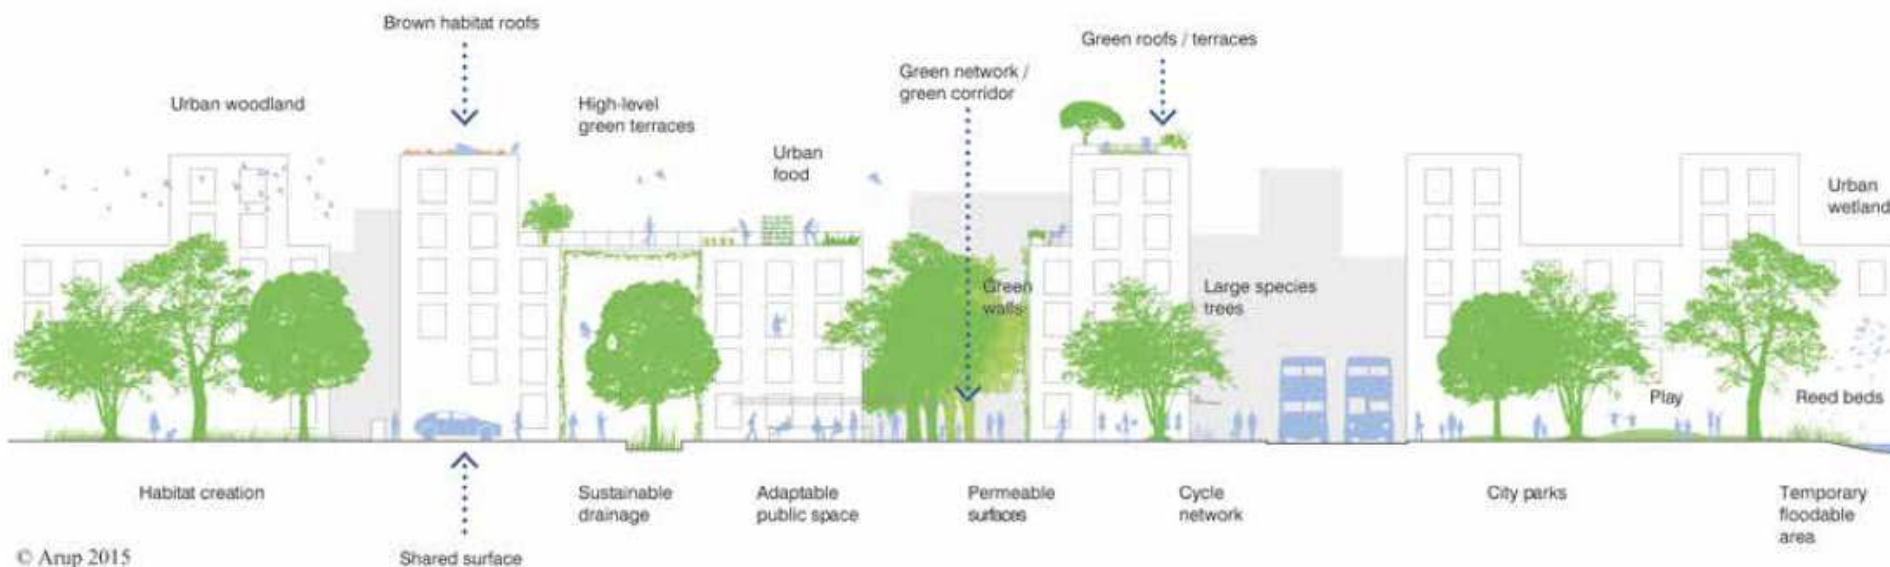 Brown habitat roofs
Green roofs / terraces
Green network /
green corridor
Urban woodland
High-level
green terraces
Urban
food
Urban
wetland
Green
walls
Large species
trees
Play
Reed beds
Habitat creation
Sustainable
drainage
Adaptable
public space
Permeable
surfaces
Cycle
network
City parks
Temporary
floodable
area
© Arup 2015
Shared surface